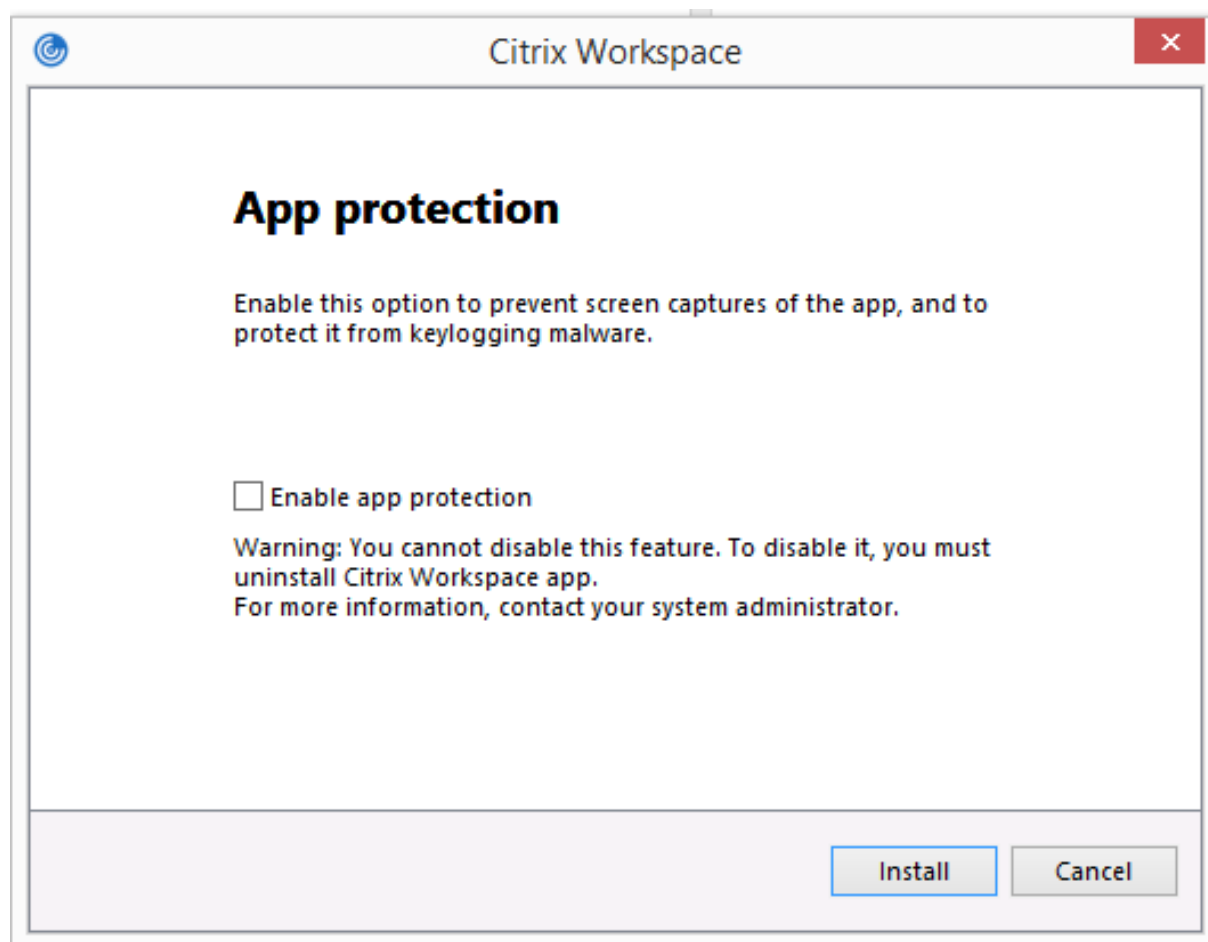 Citrix Workspace
App protection
Enable this option to prevent screen captures of the app, and to
protect it from keylogging malware.
Enable app protection
Warning: You cannot disable this feature. To disable it, you must
uninstall Citrix Workspace app.
For more information, contact your system administrator.
Install Cancel